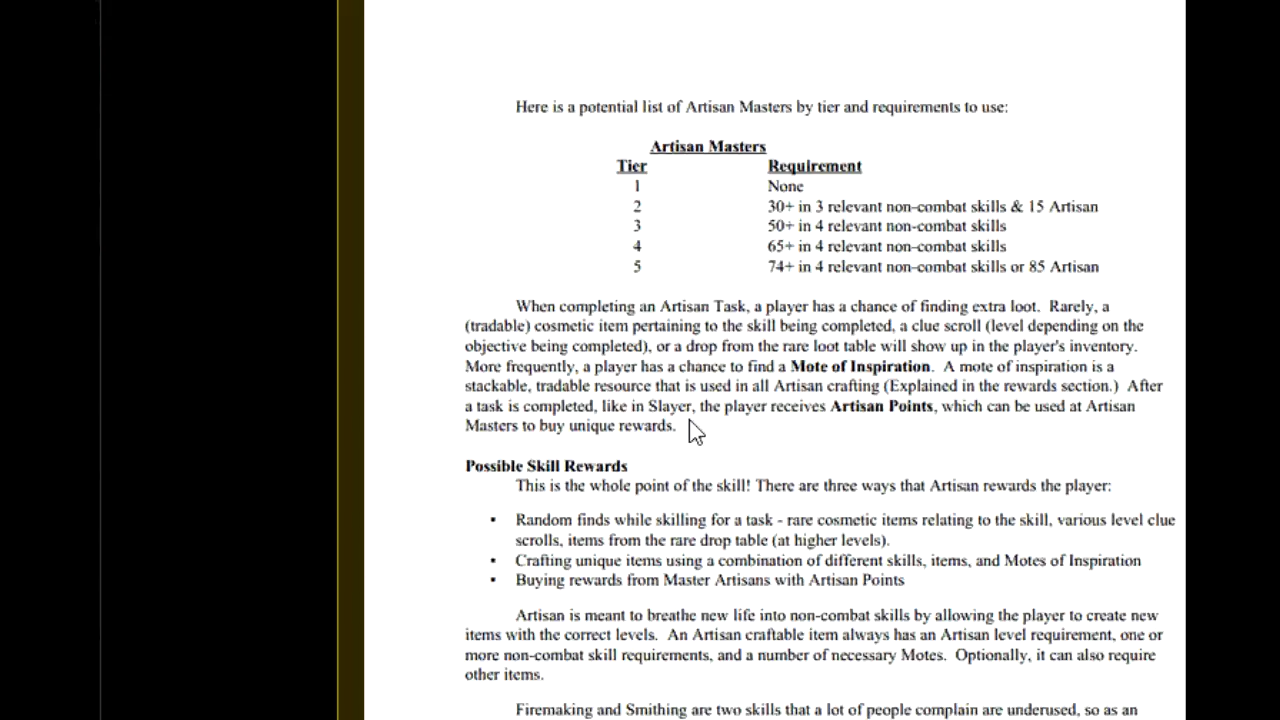 Here is a potential list of Artisan Masters by tier and requirements to use:
Artisan Masters
Tier Requirement
1 None
2 30+ in 3 relevant non-combat skills & 15 Artisan
3 50+ in 4 relevant non-combat skills
4 65+ in 4 relevant non-combat skills
5 74+ in 4 relevant non-combat skills or 85 Artisan
When completing an Artisan Task, a player has a chance of finding extra loot. Rarely, a
(tradable) cosmetic item pertaining to the skill being completed, a clue scroll (level depending on the
objective being completed), or a drop from the rare loot table will show up in the player's inventory.
More frequently, a player has a chance to find a Mote of Inspiration. A mote of inspiration is a
stackable, tradable resource that is used in all Artisan crafting (Explained in the rewards section.) After
a task is completed, like in Slayer, the player receives Artisan Points, which can be used at Artisan
Masters to buy unique rewards.
Possible Skill Rewards
This is the whole point of the skill! There are three ways that Artisan rewards the player:
• Random finds while skilling for a task - rare cosmetic items relating to the skill, various level clue
scrolls, items from the rare drop table (at higher levels).
• Crafting unique items using a combination of different skills, items, and Motes of Inspiration
• Buying rewards from Master Artisans with Artisan Points
Artisan is meant to breathe new life into non-combat skills by allowing the player to create new
items with the correct levels. An Artisan craftable item always has an Artisan level requirement, one or
more non-combat skill requirements, and a number of necessary Motes. Optionally, it can also require
other items.
Firemaking and Smithing are two skills that a lot of people complain are underused, so as an